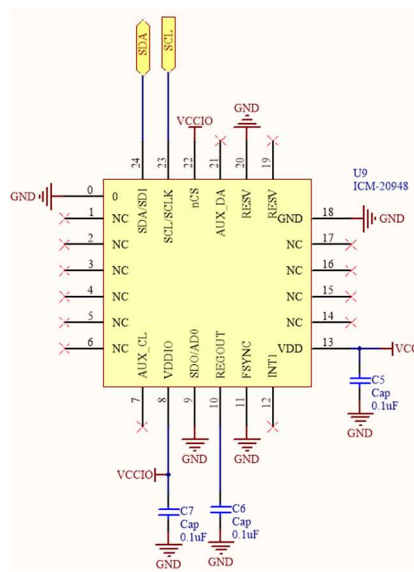 SDA
SCL
GND
VCCIO
24
23
22
21
20
19
SDA/SDI
SCL/SCLK
nCS
AUX_DA
RESV
RESV
U9
ICM-20948
GND
0
0
1
NC
2
NC
3
NC
4
NC
5
NC
6
NC
GND
18
GND
NC
17
NC
16
NC
15
NC
14
VDD
13
VCC
AUX_CL
VDDIO
SDO/AD0
REGOUT
FSYNC
INT1
7
8
9
10
11
12
C5
Cap
0.1uF
GND
GND
GND
VCCIO
C7
Cap
0.1uF
C6
Cap
0.1uF
GND
GND